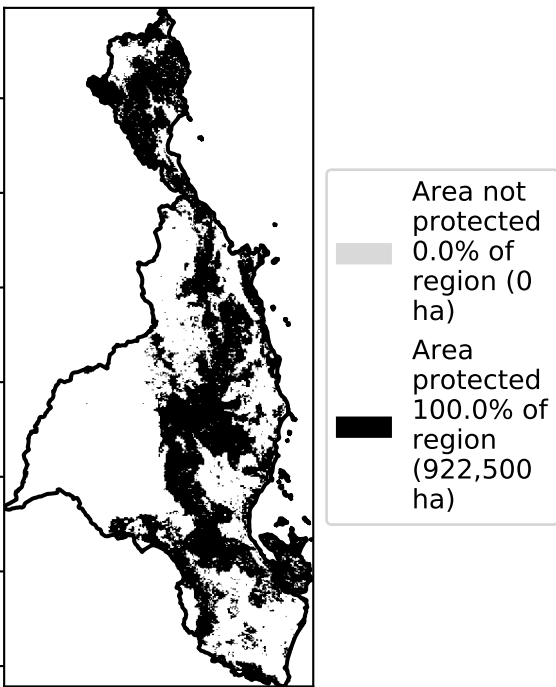 Area not
protected
0.0% of
region (0
ha)
Area
protected
100.0% of
region
(922,500
ha)